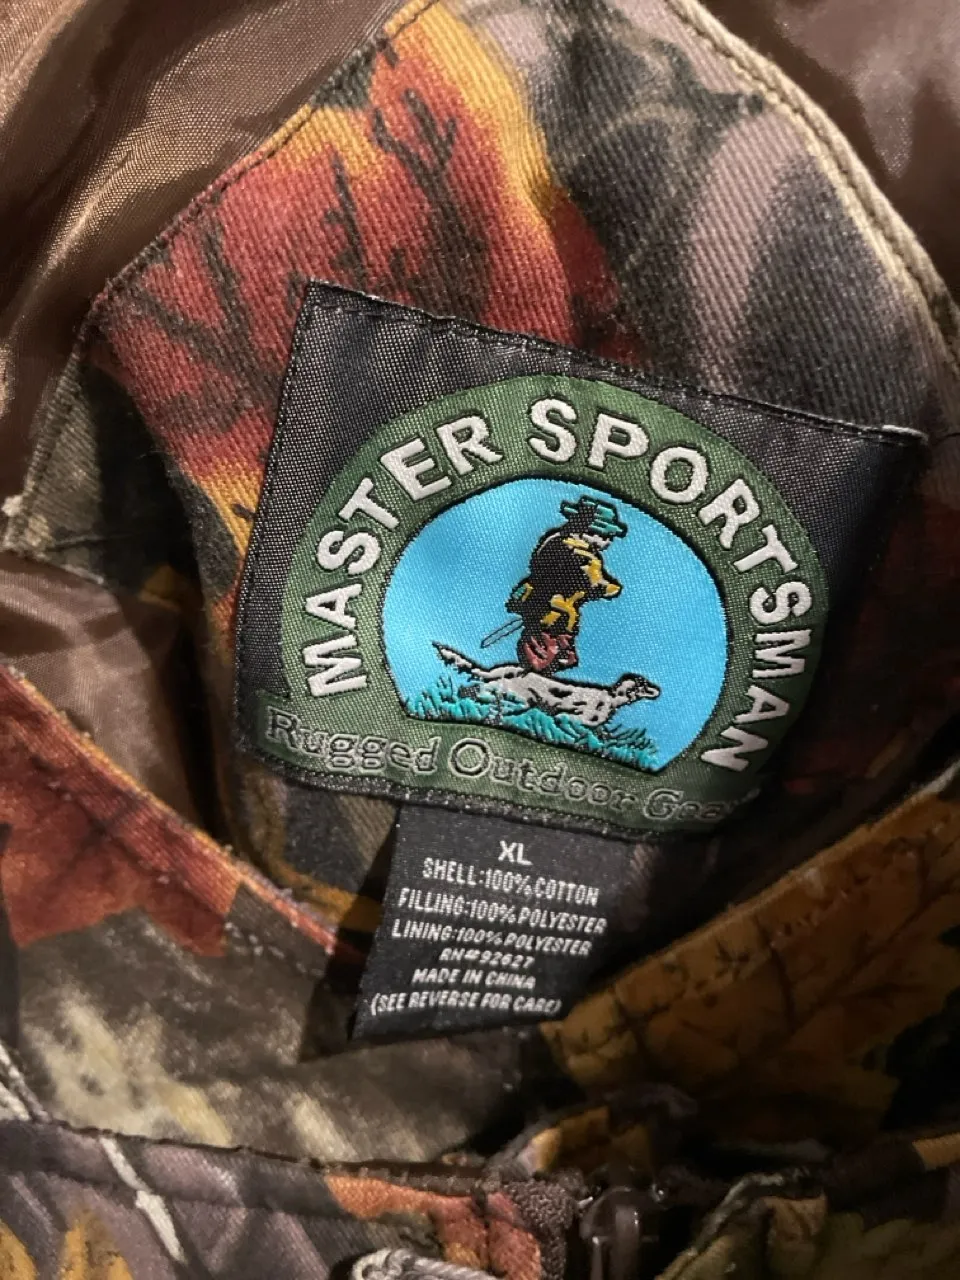 MASTER SPORTSMAN
Rugged Outdoor Gear
XL
SHELL:100% COTTON
FILLING:100% POLYESTER
LINING:100% POLYESTER
RN#92627
MADE IN CHINA
(SEE REVERSE FOR CARE)